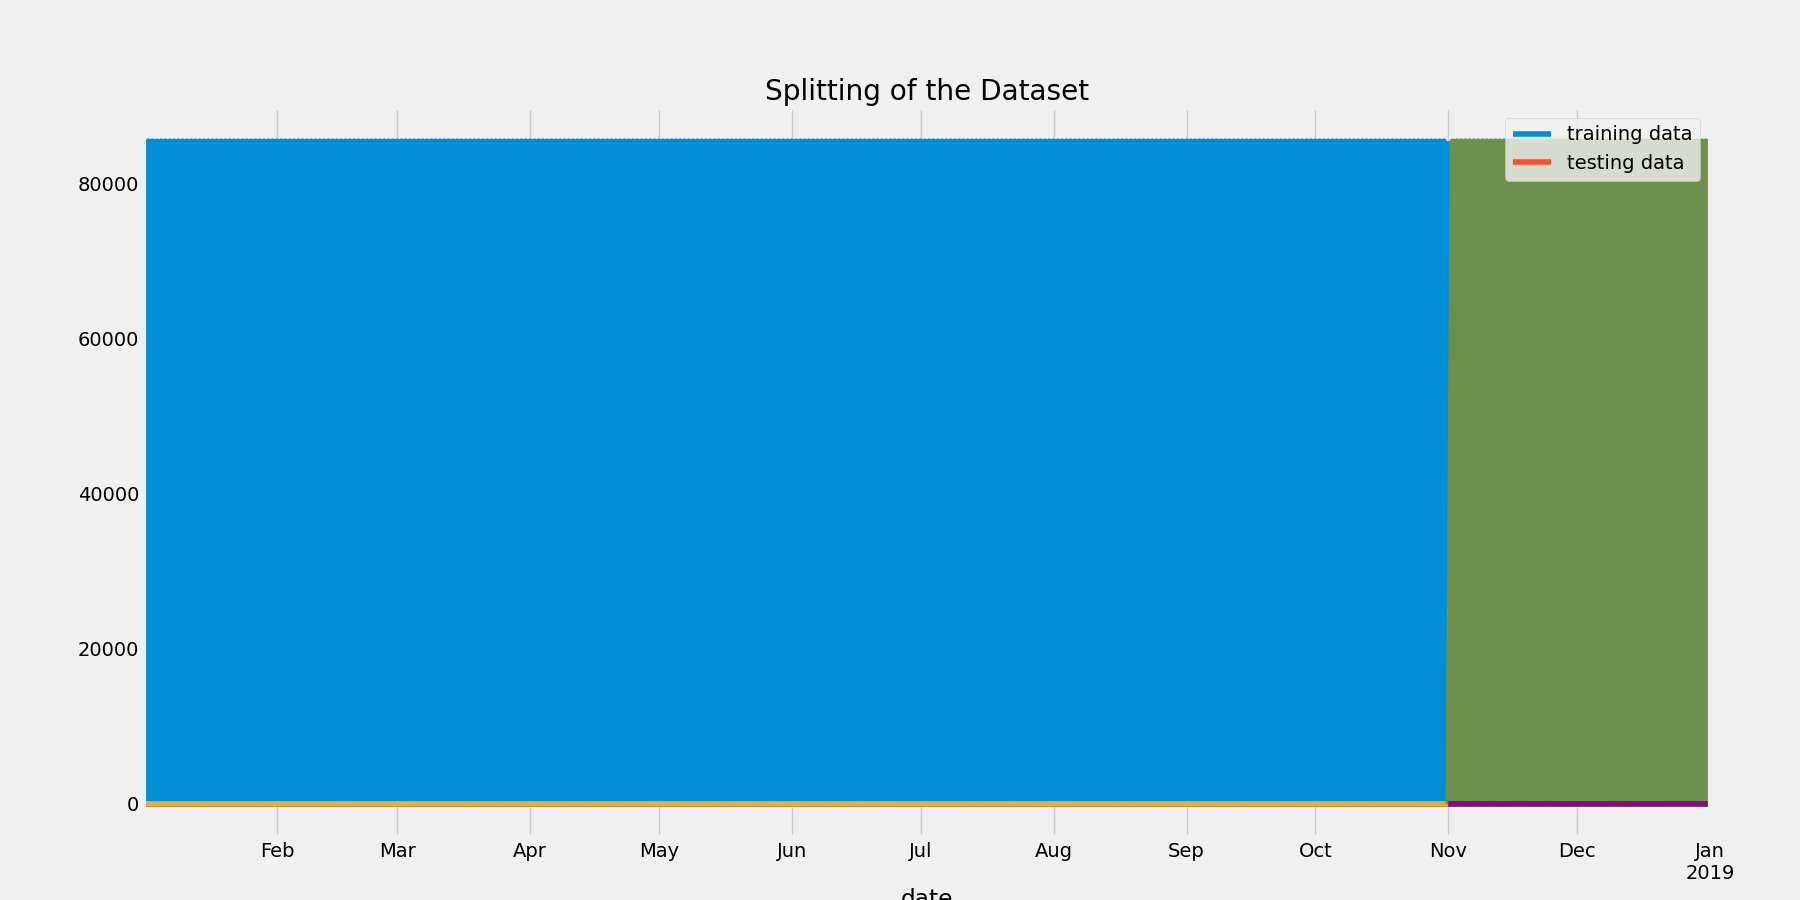 Splitting of the Dataset
training data
testing data
80000
60000
40000
20000
0
Feb Mar Apr May Jun Jul Aug Sep Oct Nov Dec Jan
2019
date